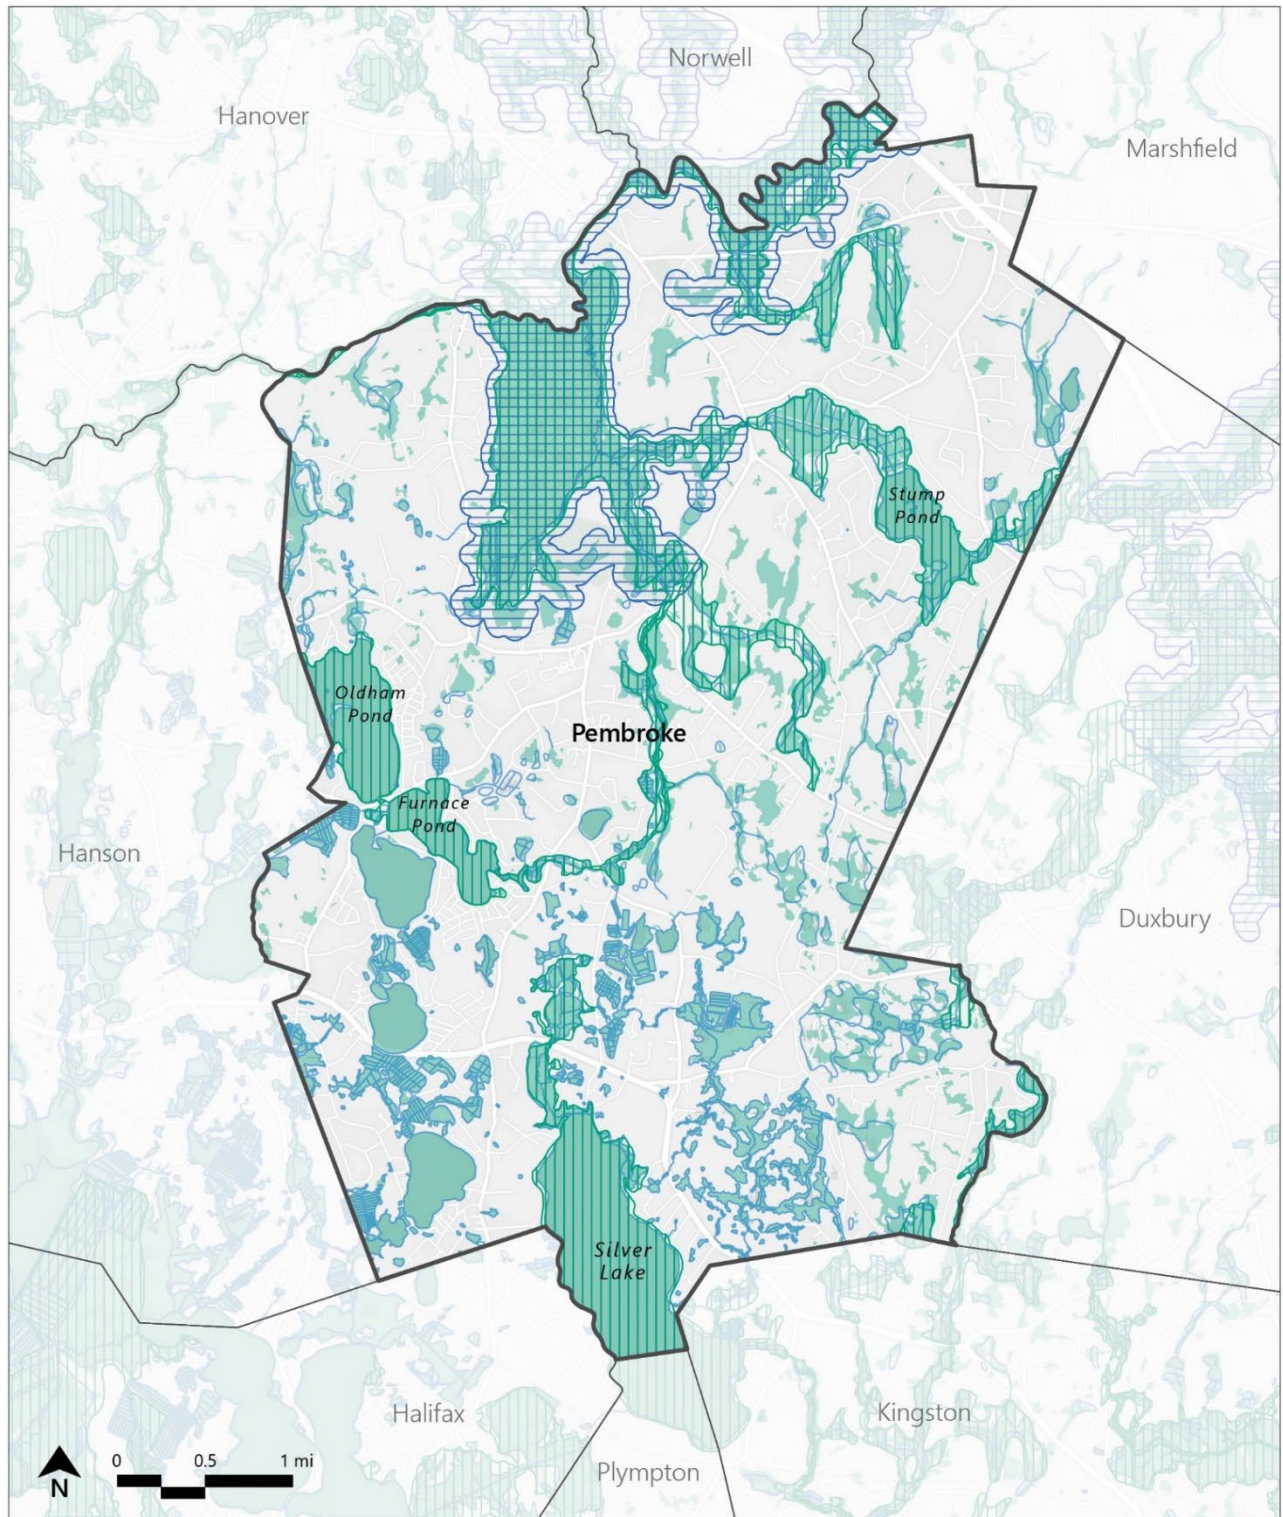 Norwell
Hanover
Marshfield
Stump
Pond
Oldham
Pond
Pembroke
Furnace
Pond
Hanson
Duxbury
Silver
Lake
Halifax
Kingston
Plympton
N
0 0.5 1 mi